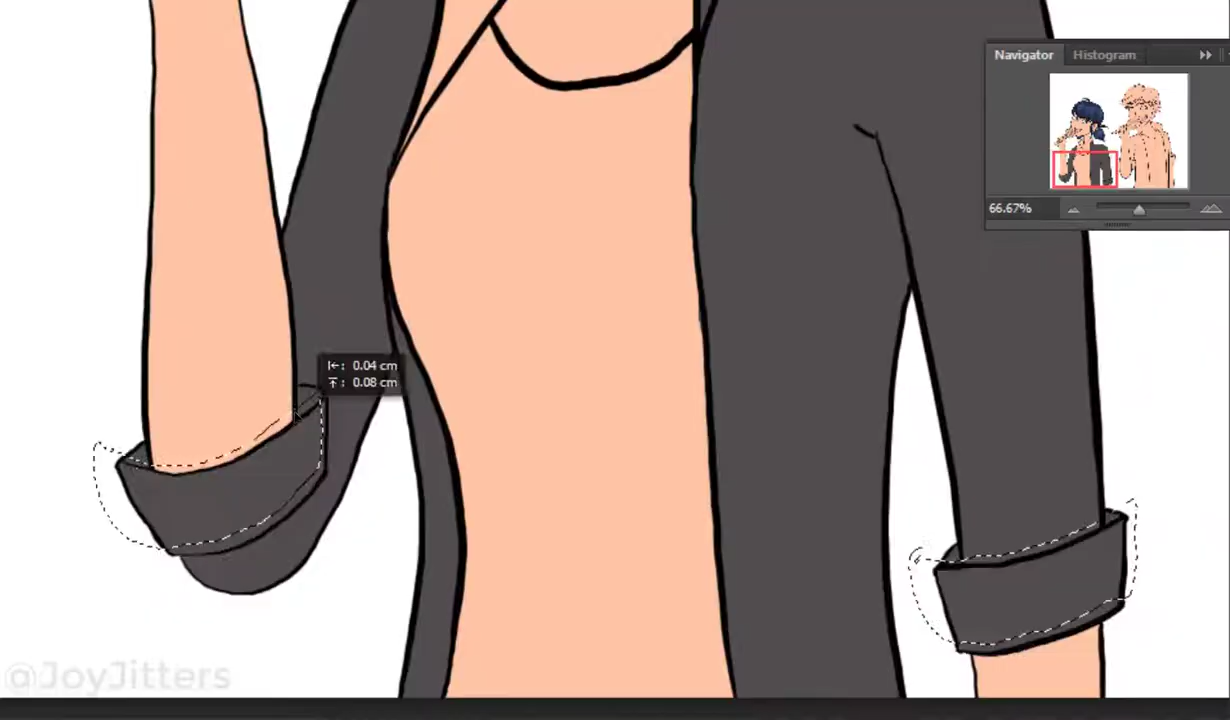 Navigator Histogram
66.67%
: 0.04 cm
: 0.08 cm
@JoyJitters